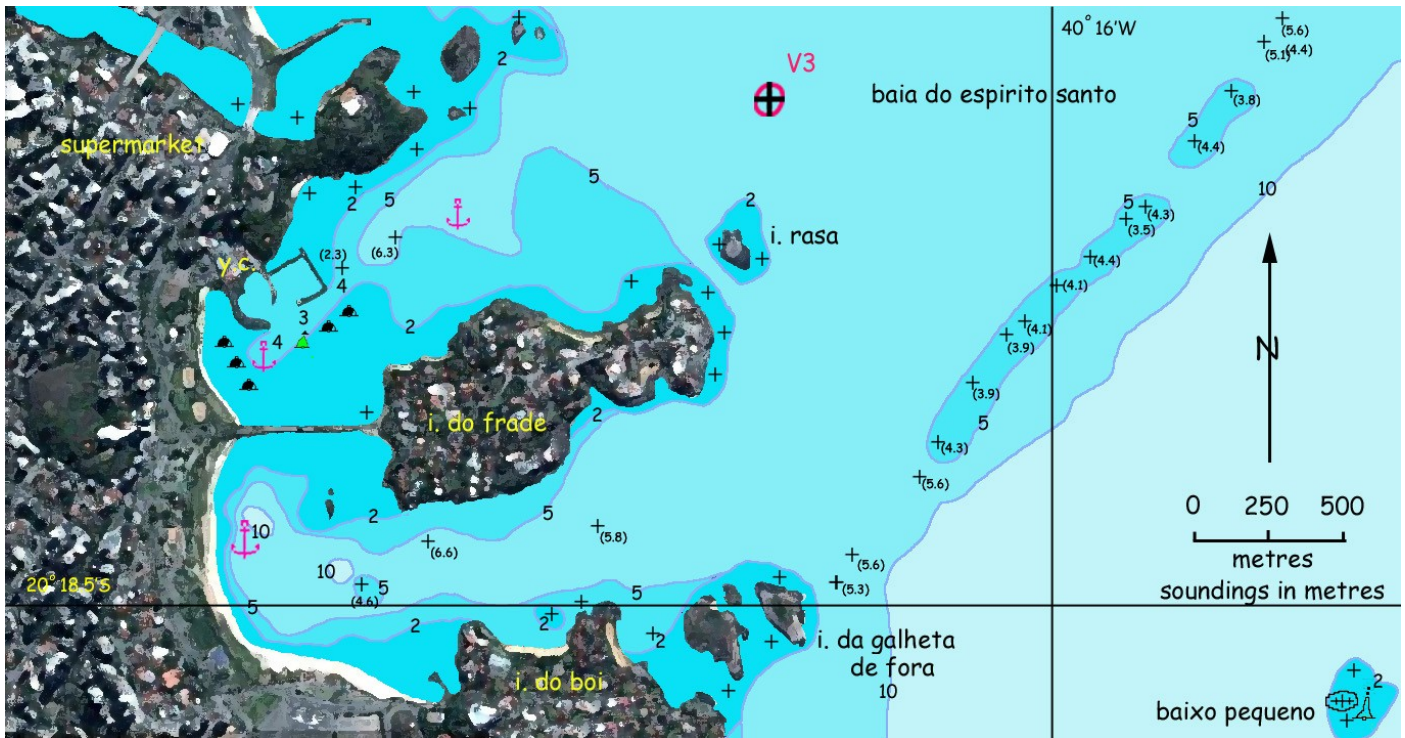 40° 16'W
(5.6)
(5.1)
(4.4)
V3
2
baia do espirito santo
(3.8)
5
(4.4)
10
supermarket
5
2
5
2
(4.3)
5
(3.5)
i. rasa
(6.3)
(2.3)
y.c.
4
(4.4)
(4.1)
3
2
(4.1)
(3.9)
4
(3.9)
N
2
i. do frade
5
(4.3)
(5.6)
0 250 500
metres
soundings in metres
2
5
10
(6.6)
(5.8)
(5.6)
(5.3)
10
5
(4.6)
20° 18.5'S
5
5
2
2
2
i. da galheta
de fora
i. do boi
10
2
baixo pequeno